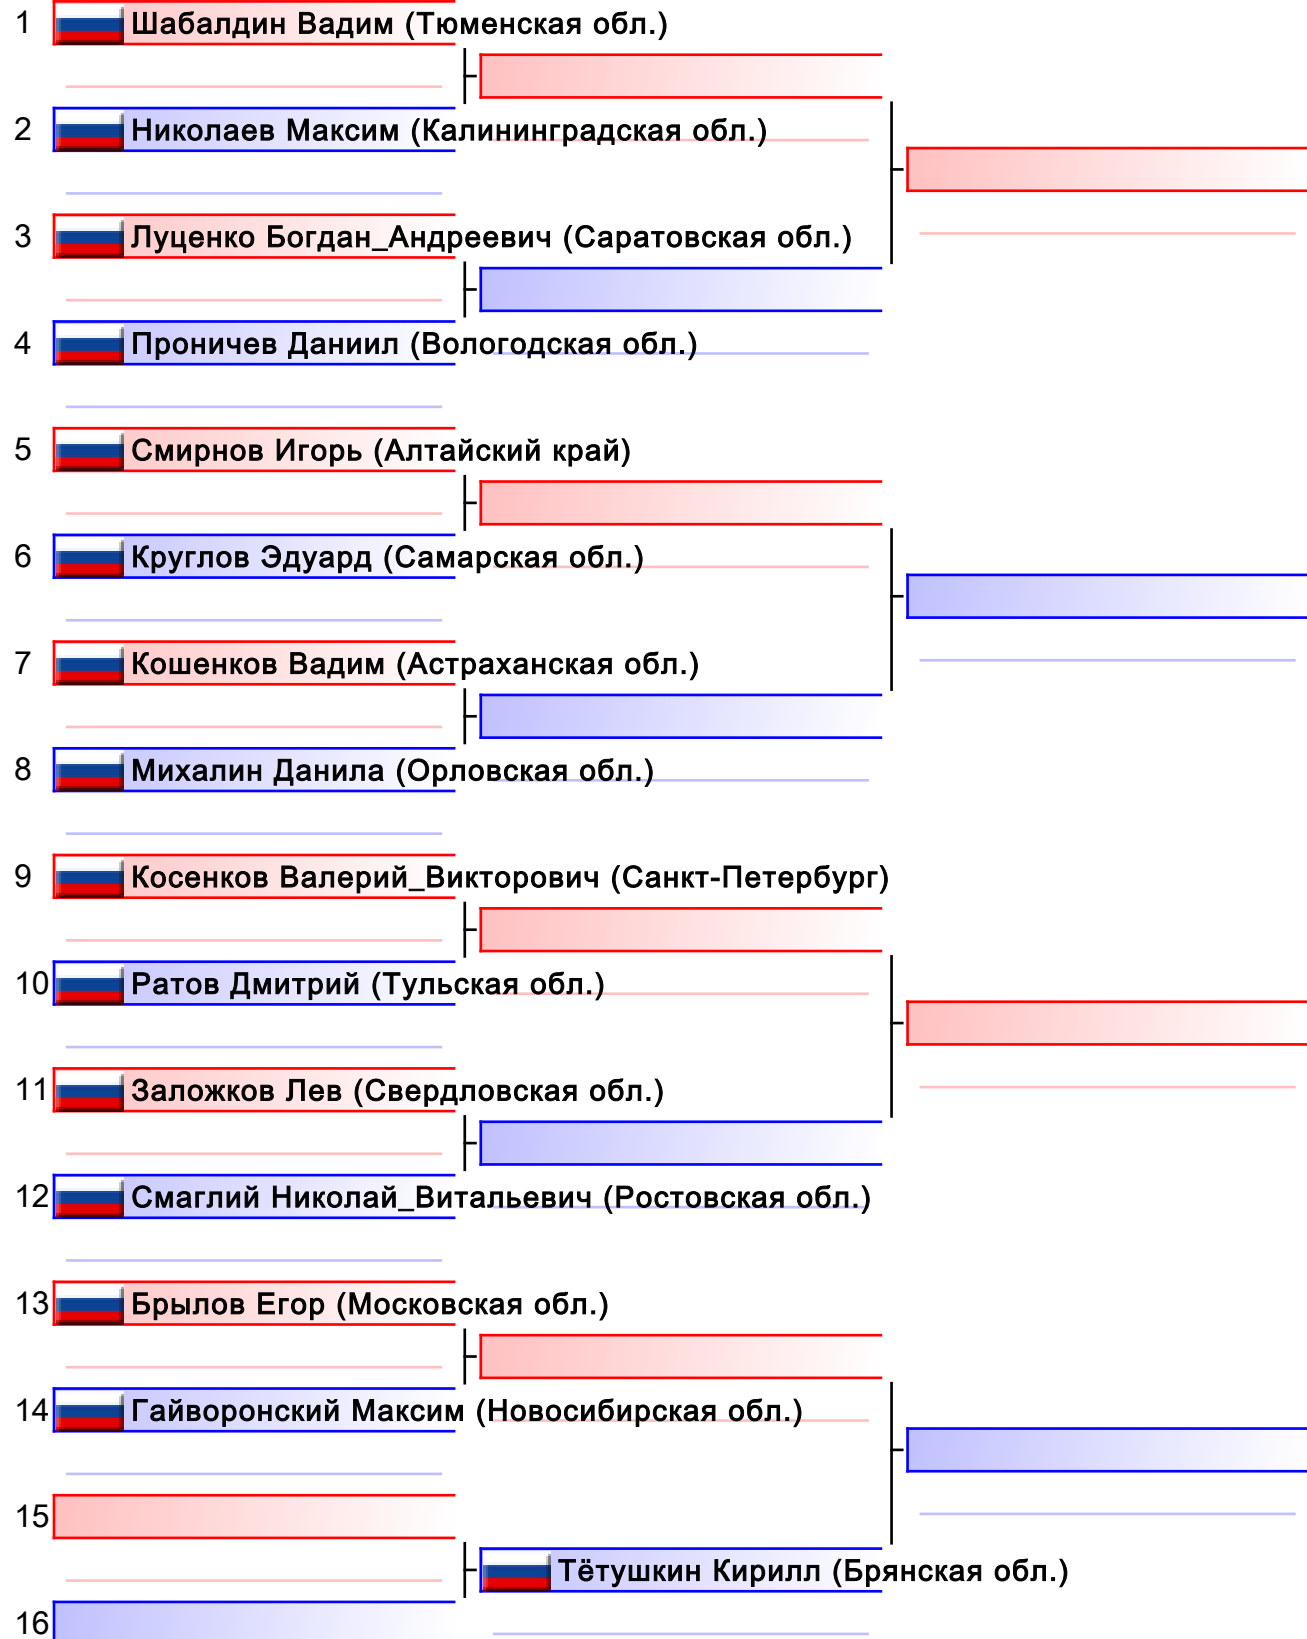 1 Шабалдин Вадим (Тюменская обл.)
2 Николаев Максим (Калининградская обл.)
3 Луценко Богдан_Андреевич (Саратовская обл.)
4 Проничев Даниил (Вологодская обл.)
5 Смирнов Игорь (Алтайский край)
6 Круглов Эдуард (Самарская обл.)
7 Кошенков Вадим (Астраханская обл.)
8 Михалин Данила (Орловская обл.)
9 Косенков Валерий_Викторович (Санкт-Петербург)
10 Ратов Дмитрий (Тульская обл.)
11 Заложков Лев (Свердловская обл.)
12 Смаглий Николай_Витальевич (Ростовская обл.)
13 Брылов Егор (Московская обл.)
14 Гайворонский Максим (Новосибирская обл.)
15
Тётушкин Кирилл (Брянская обл.)
16